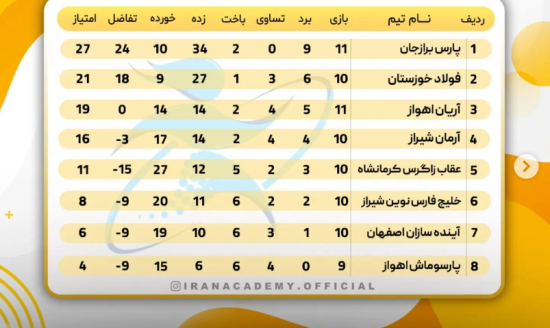 ردیف نــام تیم بازی برد تساوی باخت زده خورده تفاضل امتیاز
1 پارس برازجان 11 9 0 2 34 10 24 27
2 فولاد خوزستان 10 6 3 1 27 9 18 21
3 آریان اهواز 11 5 4 2 14 14 0 19
4 آرمان شیراز 10 4 4 2 14 17 -3 16
5 عقاب زاگرس کرمانشاه 10 3 2 5 12 27 -15 11
6 خلیج فارس نوین شیراز 10 2 2 6 11 20 -9 8
7 آینده سازان اصفهان 10 1 3 6 10 19 -9 6
8 پارسوماش اهواز 9 0 4 6 6 15 -9 4
IRANACADEMY.OFFICIAL